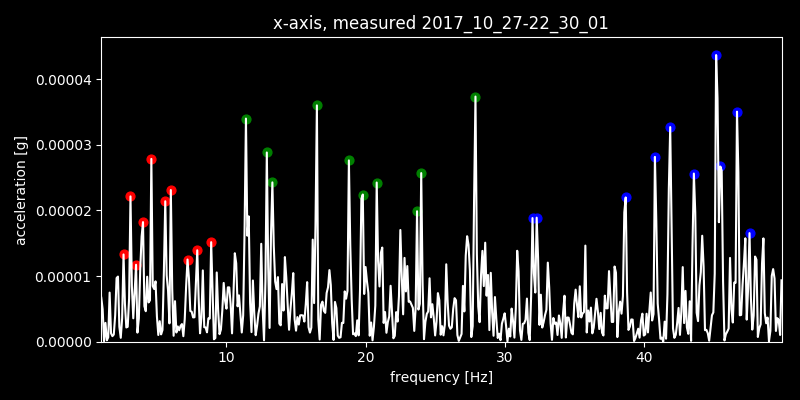 x-axis, measured 2017_10_27-22_30_01
acceleration [g]
0.00004
0.00003
0.00002
0.00001
0.00000
10 20 30 40
frequency [Hz]